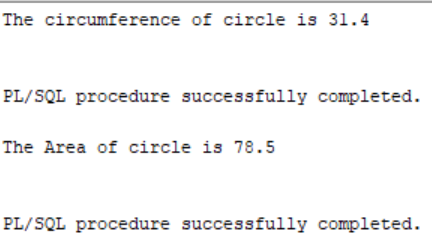 The circumference of circle is 31.4
PL/SQL procedure successfully completed.
The Area of circle is 78.5
PL/SQL procedure successfully completed.